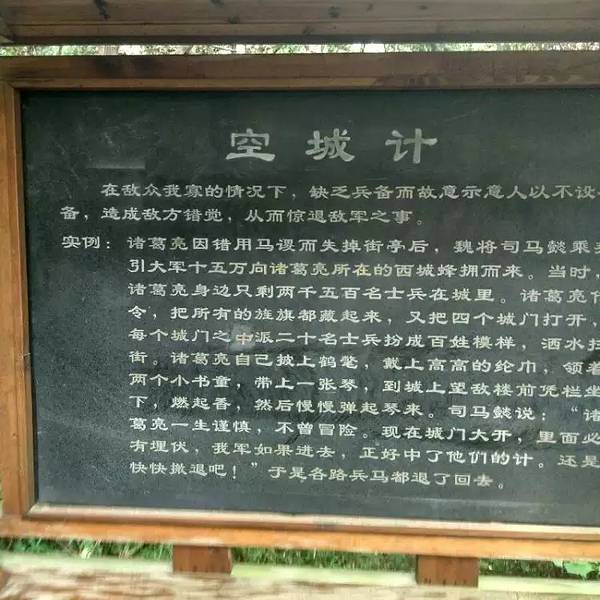 空城计
在敌众我寡的情况下，缺乏兵备而故意示意人以不设
备，造成敌方错觉，从而惊退敌军之事。
实例：诸葛亮因错用马谡而失掉街亭后，魏将司马懿乘
引大军十五万向诸葛亮所在的西城蜂拥而来。当时，
诸葛亮身边只剩两千五百名士兵在城里。诸葛亮传
令，把所有的旌旗都藏起来，又把四个城门打开，
每个城门之中派二十名士兵扮成百姓模样，洒水扫
街。诸葛亮自己披上鹤氅，戴上高高的纶巾，领着
两个小书童，带上一张琴，到城上望敌楼前凭栏坐
下，燃起香，然后慢慢弹起琴来。司马懿说：“诸
葛亮一生谨慎，不曾冒险。现在城门大开，里面必
有埋伏，我军如果进去，正好中了他们的计。还是
快快撤退吧！”于是各路兵马都退了回去。